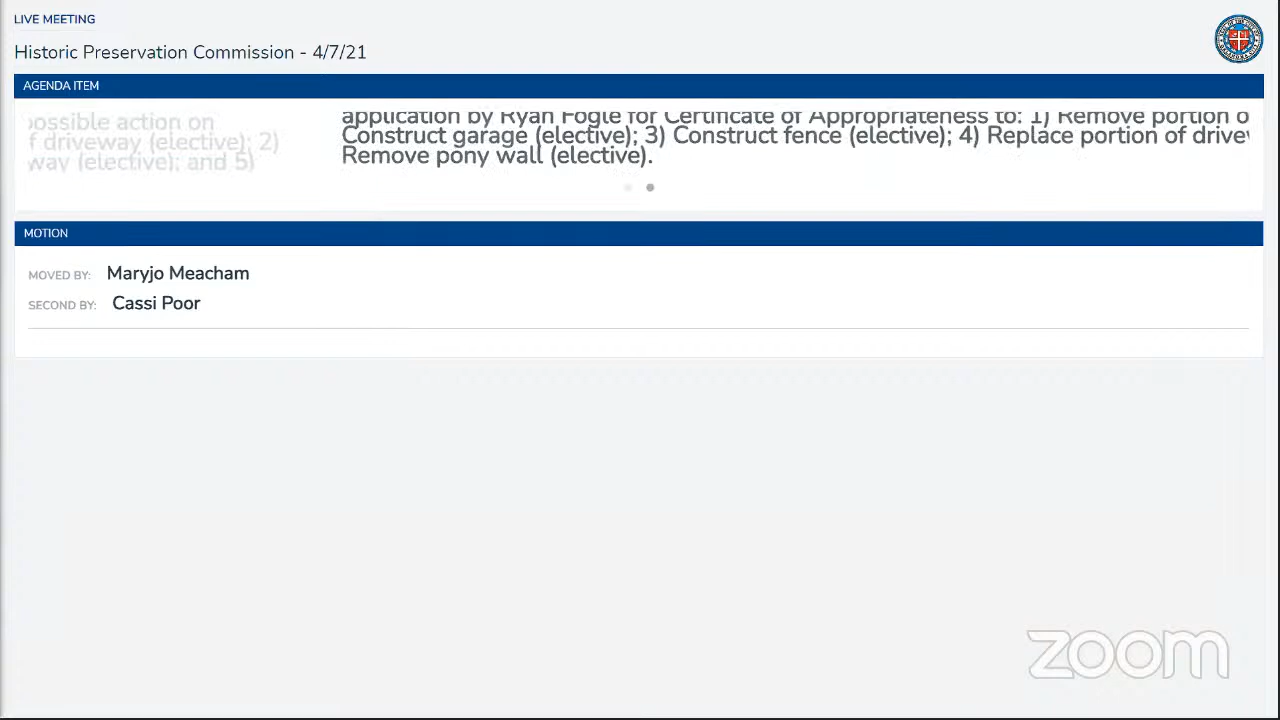 LIVE MEETING
Historic Preservation Commission - 4/7/21
AGENDA ITEM
possible action on
f driveway (elective); 2)
way (elective); and 5)
application by Ryan Fogle for Certificate of Appropriateness to: 1) Remove portion o
Construct garage (elective); 3) Construct fence (elective); 4) Replace portion of drivew
Remove pony wall (elective).
MOTION
MOVED BY: Maryjo Meacham
SECOND BY: Cassi Poor
zoom